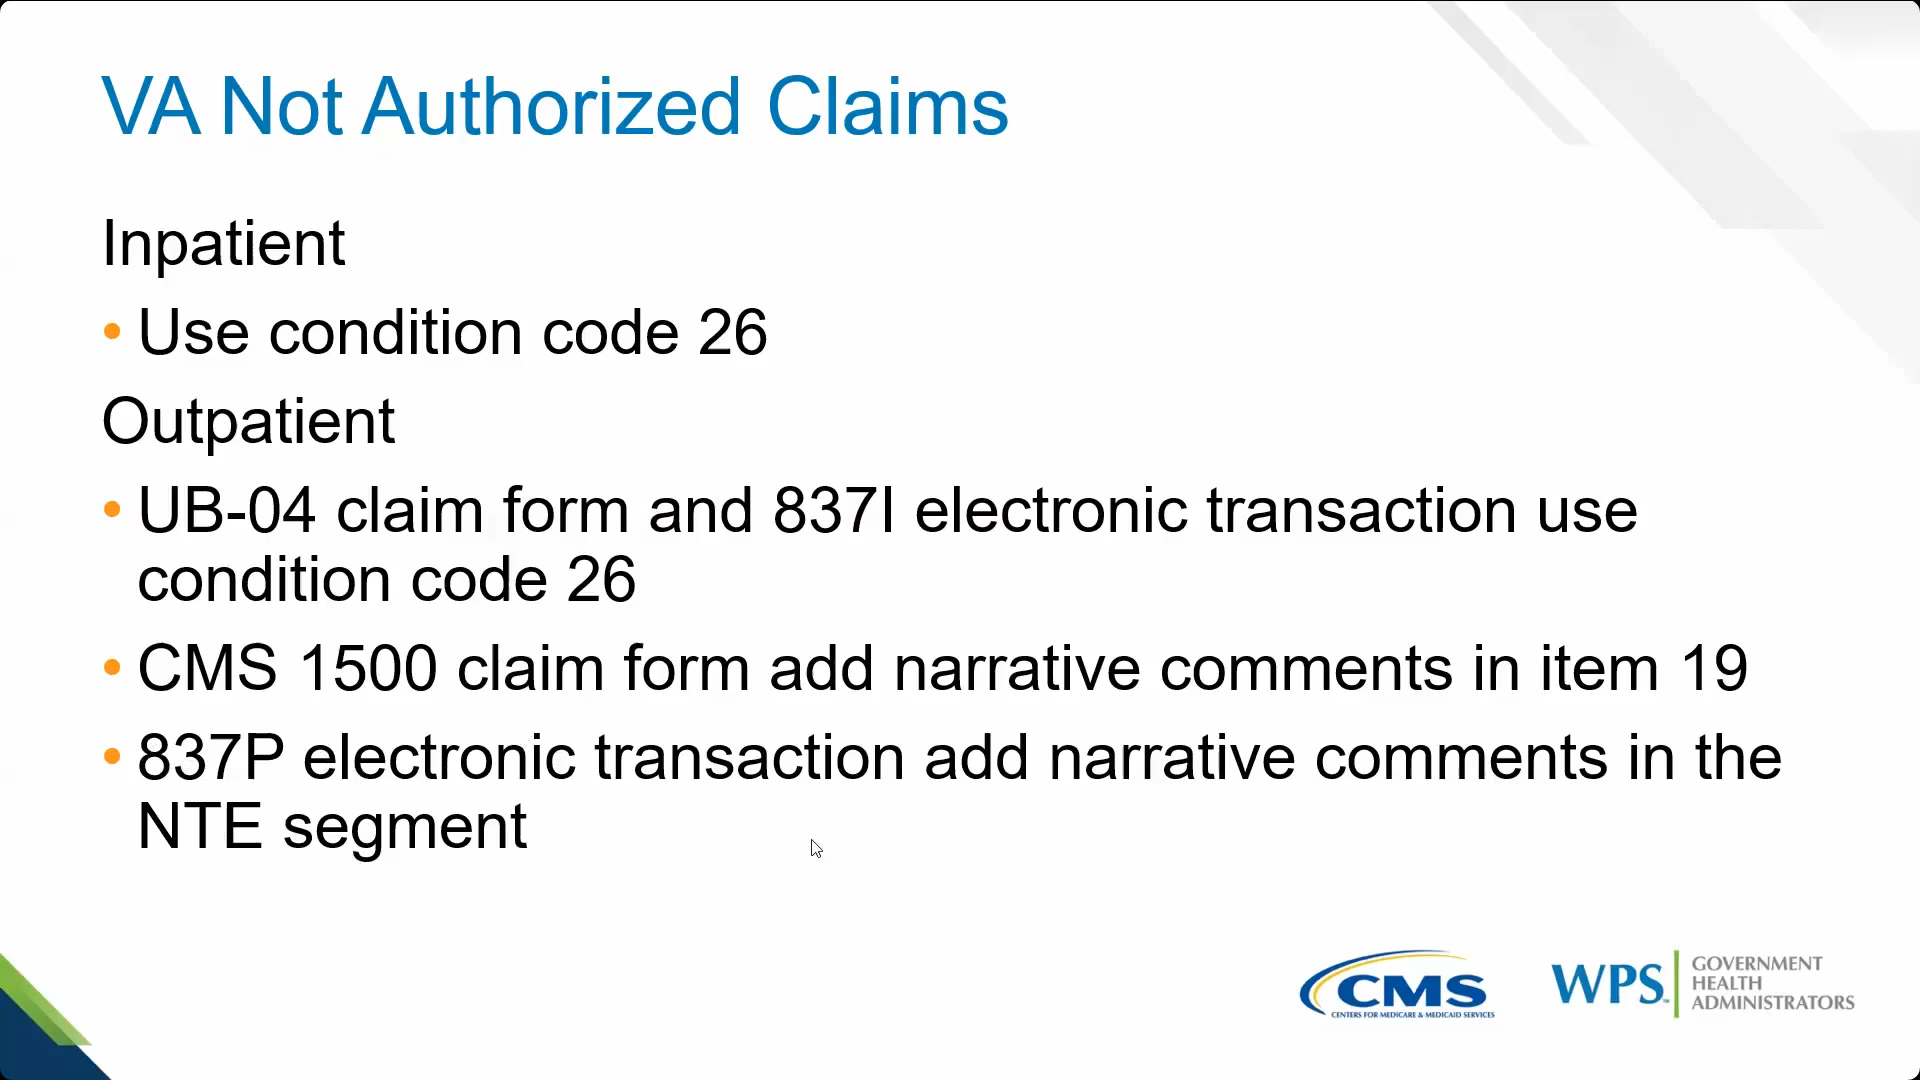 VA Not Authorized Claims
Inpatient
• Use condition code 26
Outpatient
• UB-04 claim form and 837I electronic transaction use
condition code 26
• CMS 1500 claim form add narrative comments in item 19
• 837P electronic transaction add narrative comments in the
NTE segment
CMS
CENTERS FOR MEDICARE & MEDICAID SERVICES
WPS™
GOVERNMENT
HEALTH
ADMINISTRATORS